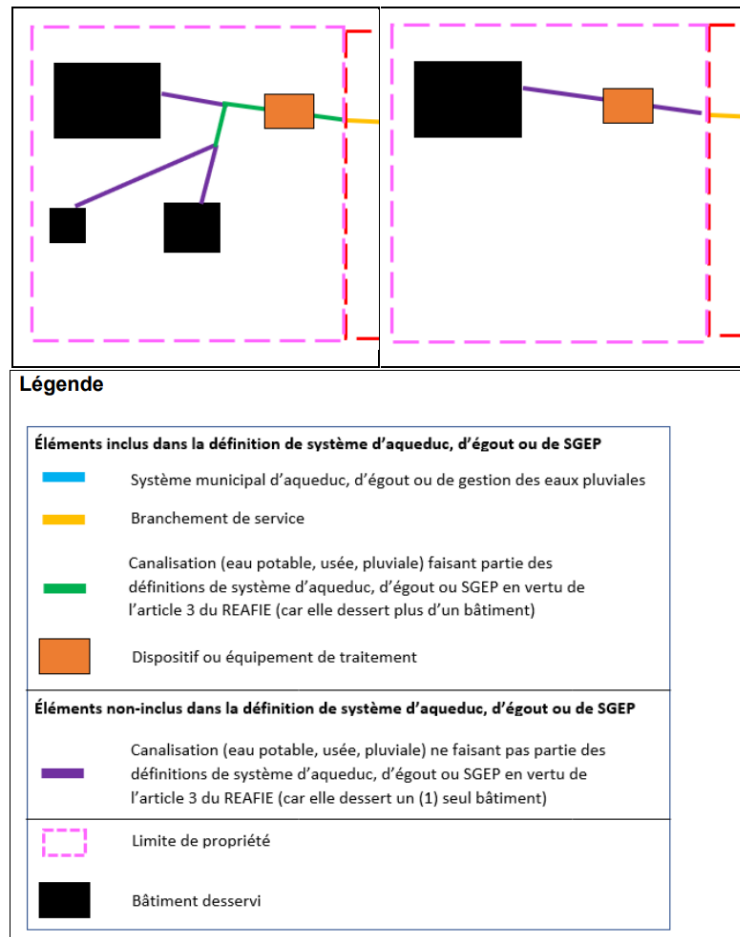 Légende
Éléments inclus dans la définition de système d’aqueduc, d’égout ou de SGEP
Système municipal d’aqueduc, d’égout ou de gestion des eaux pluviales
Branchement de service
Canalisation (eau potable, usée, pluviale) faisant partie des
définitions de système d’aqueduc, d’égout ou SGEP en vertu de
l’article 3 du REAFIE (car elle dessert plus d’un bâtiment)
Dispositif ou équipement de traitement
Éléments non-inclus dans la définition de système d’aqueduc, d’égout ou de SGEP
Canalisation (eau potable, usée, pluviale) ne faisant pas partie des
définitions de système d’aqueduc, d’égout ou SGEP en vertu de
l’article 3 du REAFIE (car elle dessert un (1) seul bâtiment)
Limite de propriété
Bâtiment desservi